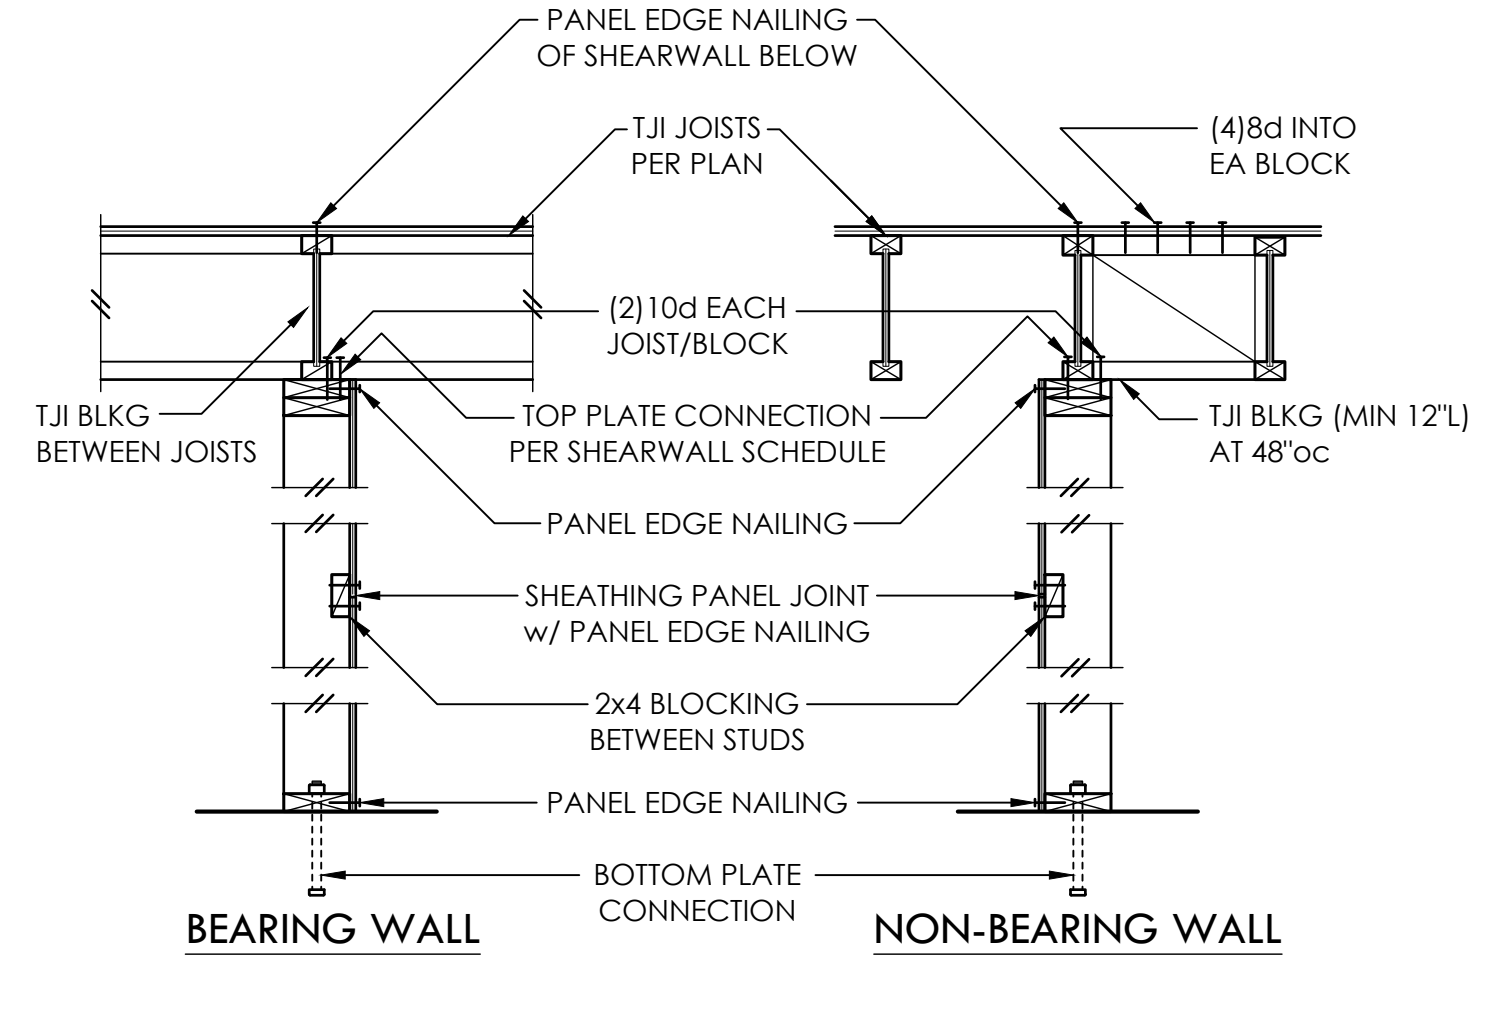 PANEL EDGE NAILING
OF SHEARWALL BELOW
TJI JOISTS
PER PLAN
(4)8d INTO
EA BLOCK
(2)10d EACH
JOIST/BLOCK
TJI BLKG
BETWEEN JOISTS
TOP PLATE CONNECTION
PER SHEARWALL SCHEDULE
TJI BLKG (MIN 12"L)
AT 48"oc
PANEL EDGE NAILING
SHEATHING PANEL JOINT
w/ PANEL EDGE NAILING
2x4 BLOCKING
BETWEEN STUDS
PANEL EDGE NAILING
BOTTOM PLATE
CONNECTION
BEARING WALL
NON-BEARING WALL